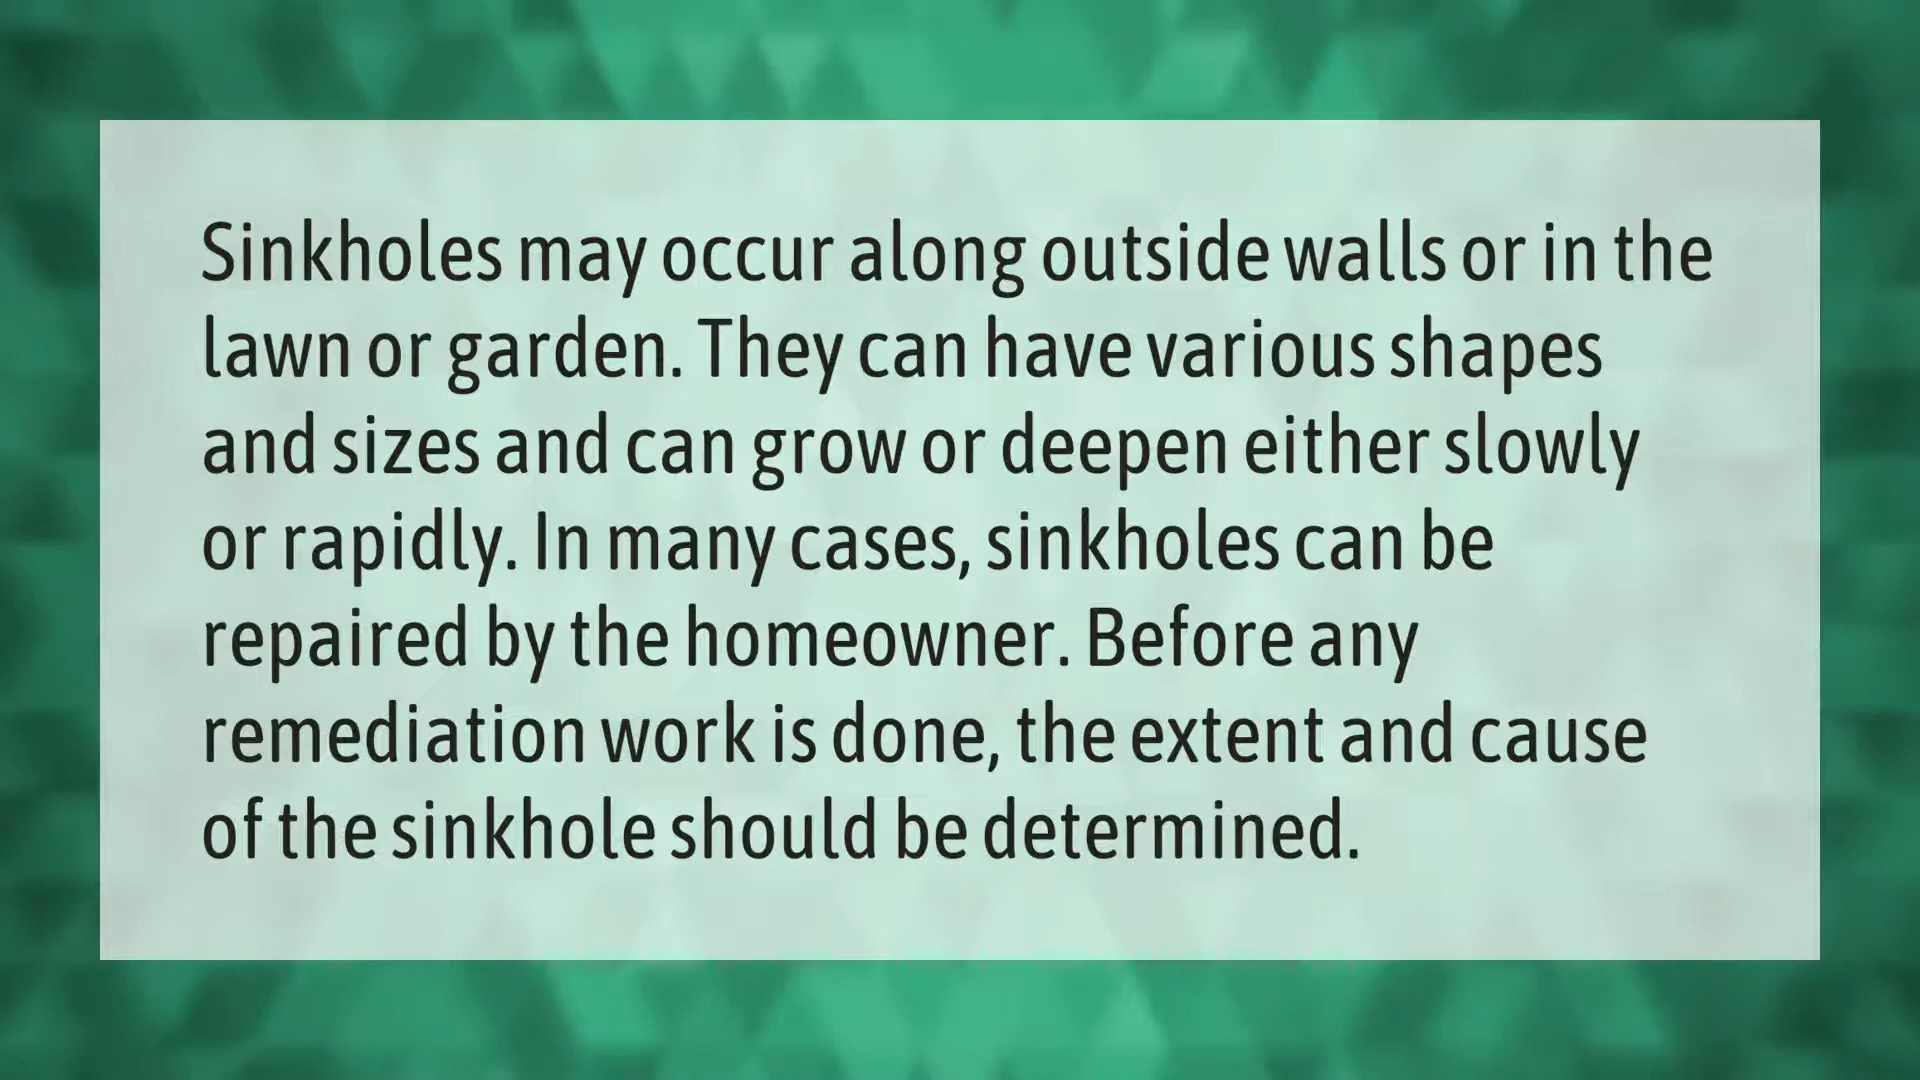 Sinkholes may occur along outside walls or in the
lawn or garden. They can have various shapes
and sizes and can grow or deepen either slowly
or rapidly. In many cases, sinkholes can be
repaired by the homeowner. Before any
remediation work is done, the extent and cause
of the sinkhole should be determined.